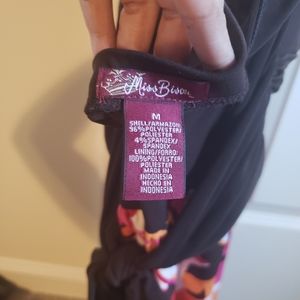 Miss Bison
M
SHELL/ARMAZON:
96%POLYESTER/
POLIESTER
4%SPANDEX/
SPANDEX
LINING/FORRO:
100%POLYESTER/
POLIESTER
MADE IN
INDONESIA
HECHO EN
INDONESIA